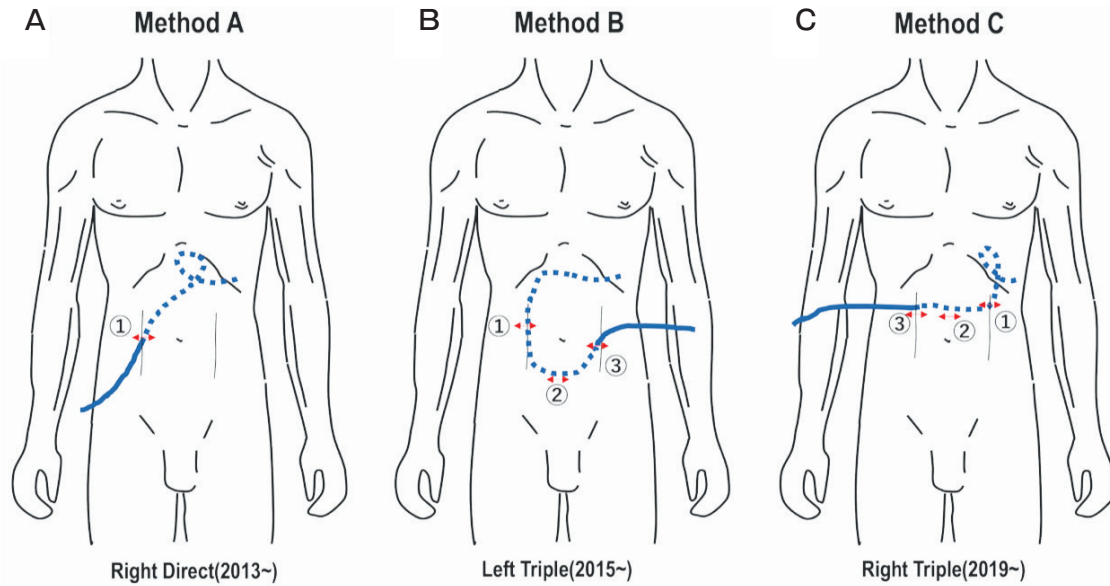 A Method A
B Method B
C Method C
①
① ② ③
③ ② ①
Right Direct(2013~)
Left Triple(2015~)
Right Triple(2019~)